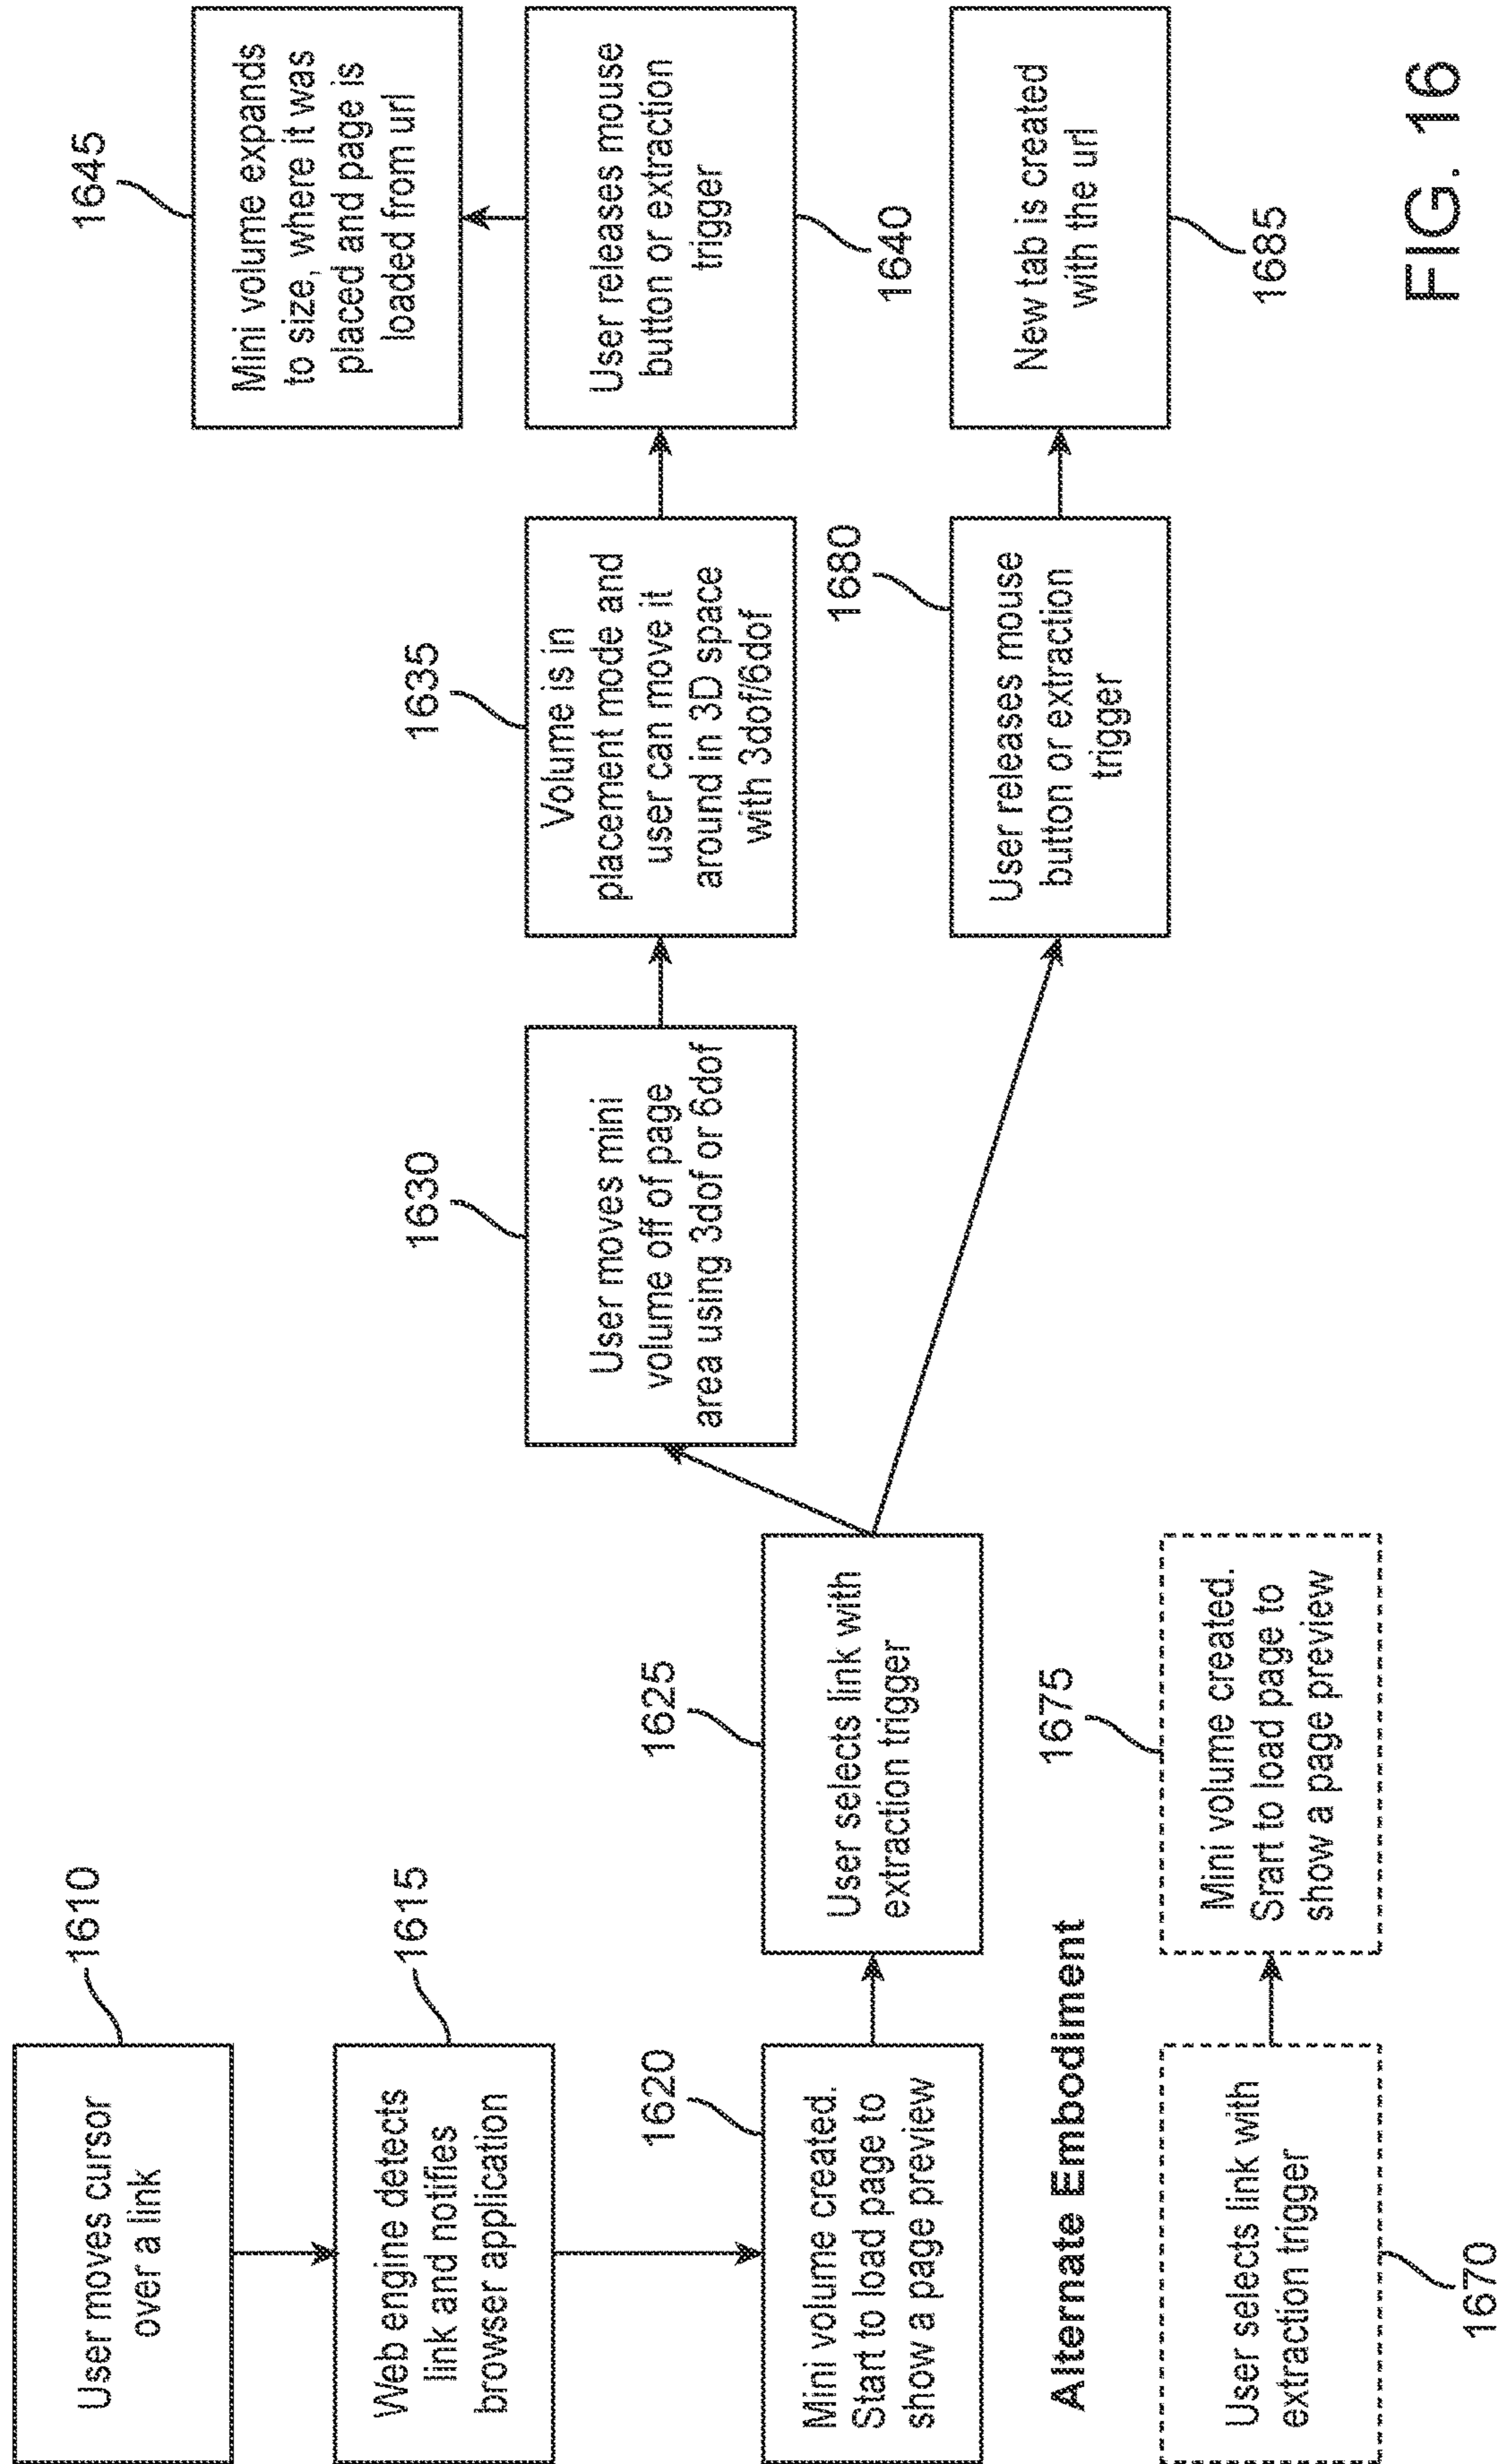 1610
User moves cursor
over a link
1615
Web engine detects
link and notifies
browser application
1620
Mini volume created.
Start to load page to
show a page preview
1625
User selects link with
extraction trigger
1630
User moves mini
volume off of page
area using 3dof or 6dof
1635
Volume is in
placement mode and
user can move it
around in 3D space
with 3dof/6dof
User releases mouse
button or extraction
trigger
1640
1645
Mini volume expands
to size, where it was
placed and page is
loaded from url
1680
User releases mouse
button or extraction
trigger
New tab is created
with the url
1685
Alternate Embodiment
User selects link with
extraction trigger
1670
1675
Mini volume created.
Srart to load page to
show a page preview
FIG. 16